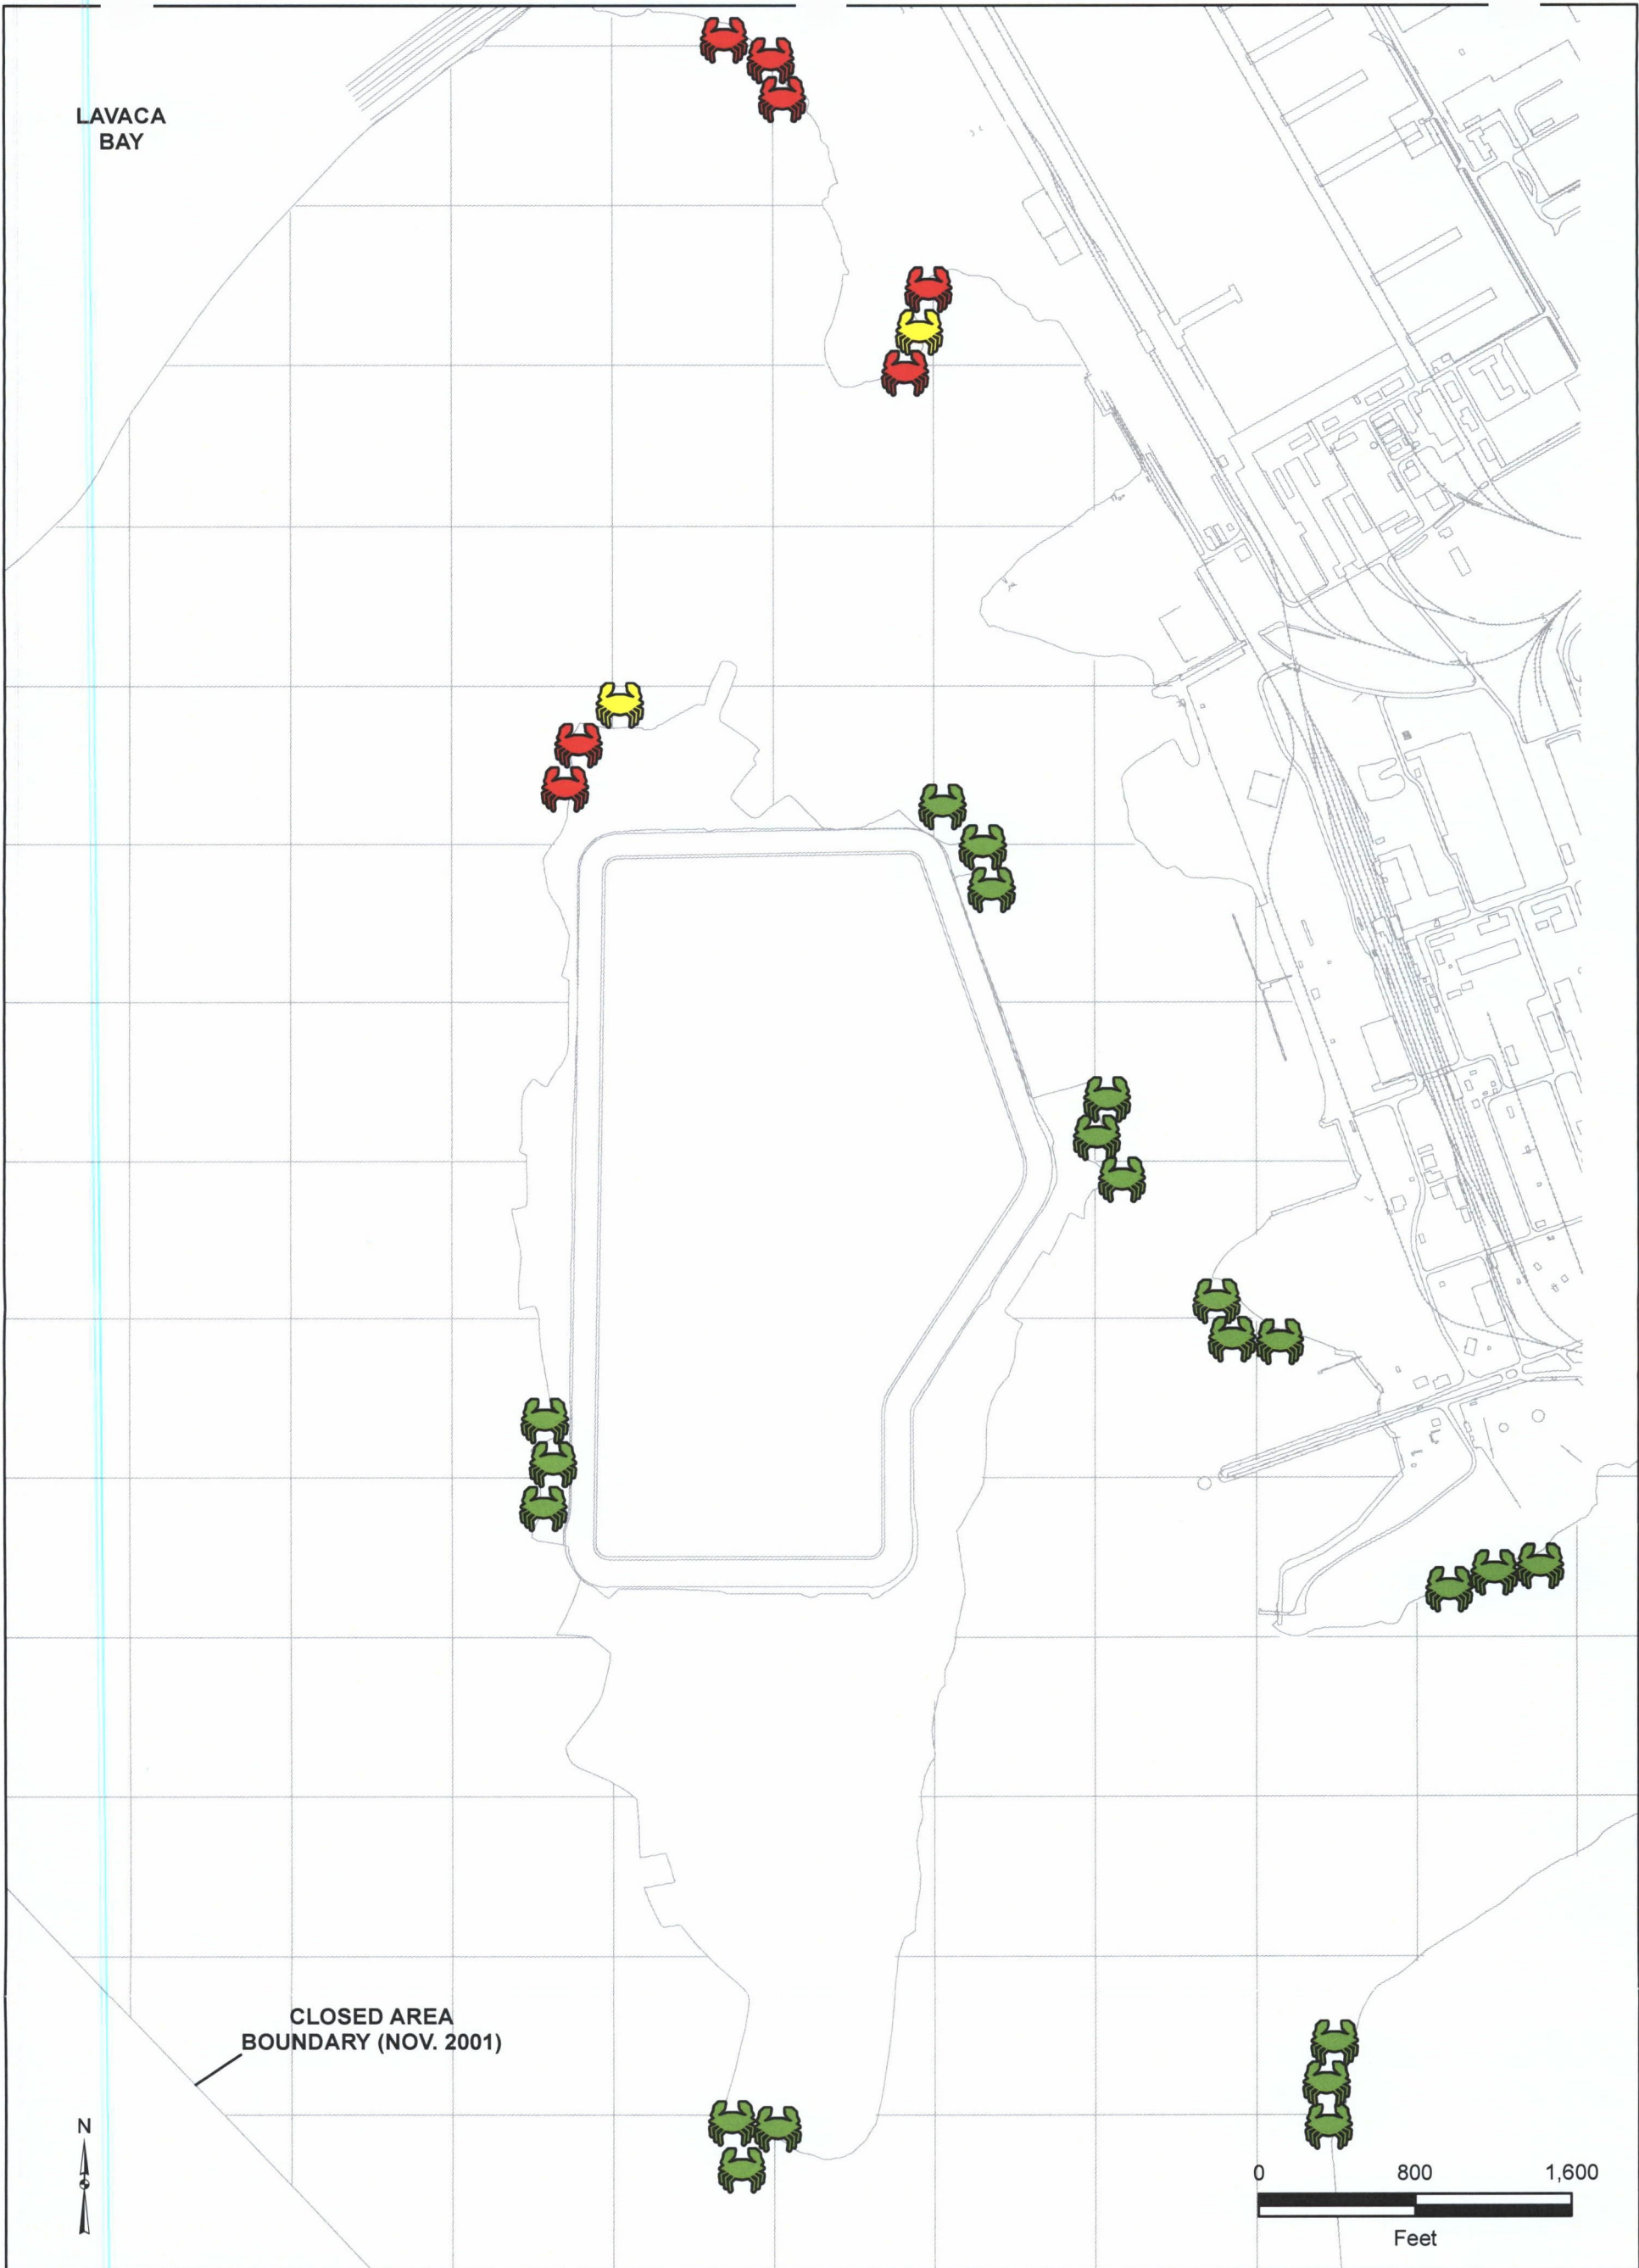 LAVACA
BAY
CLOSED AREA
BOUNDARY (NOV. 2001)
N
0 800 1,600
Feet